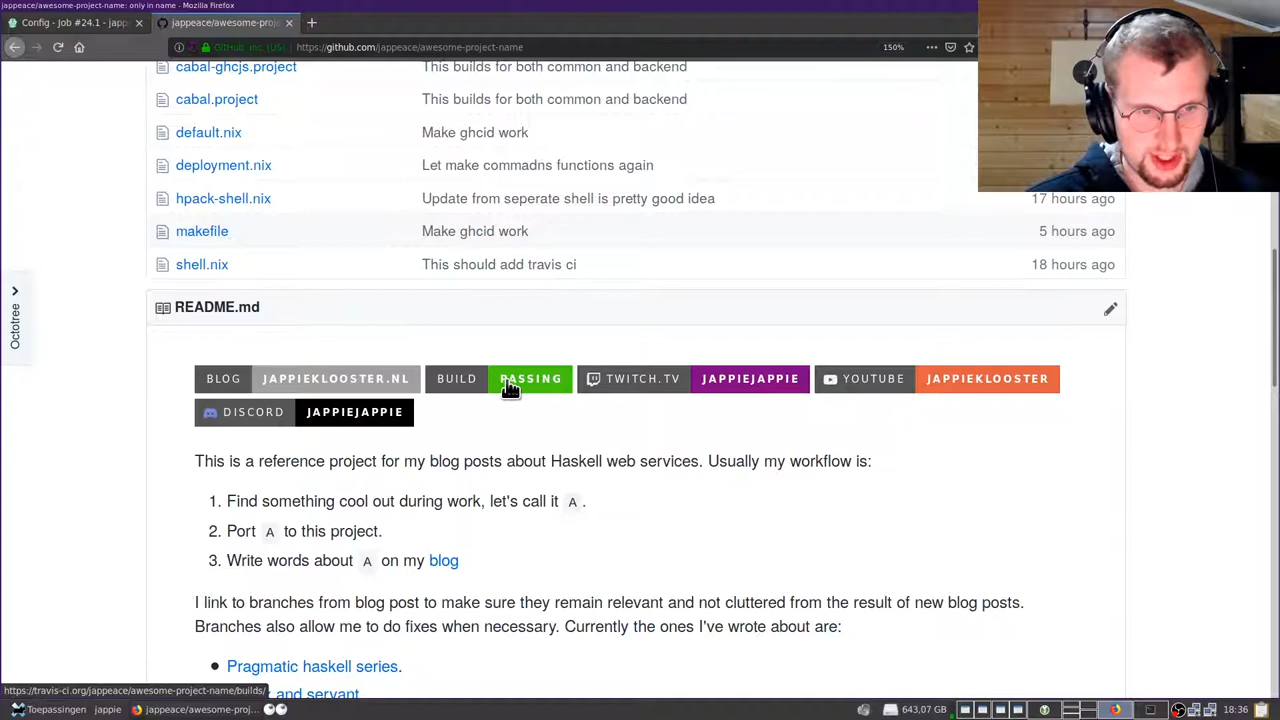 jappeace/awesome-project-name: only in name - Mozilla Firefox
Config - Job #24.1 - japp
jappeace/awesome-proje
GitHub, Inc. (US)
https://github.com/jappeace/awesome-project-name
150%
cabal-ghcjs.project This builds for both common and backend
cabal.project This builds for both common and backend
default.nix Make ghcid work
deployment.nix Let make commadns functions again
hpack-shell.nix Update from seperate shell is pretty good idea 17 hours ago
makefile Make ghcid work 5 hours ago
shell.nix This should add travis ci 18 hours ago
Octotree
README.md
BLOG JAPPIEKLOOSTER.NL BUILD PASSING TWITCH.TV JAPPIEJAPPIE YOUTUBE JAPPIEKLOOSTER
DISCORD JAPPIEJAPPIE
This is a reference project for my blog posts about Haskell web services. Usually my workflow is:
1. Find something cool out during work, let's call it A .
2. Port A to this project.
3. Write words about A on my blog
I link to branches from blog post to make sure they remain relevant and not cluttered from the result of new blog posts.
Branches also allow me to do fixes when necessary. Currently the ones I've wrote about are:
Pragmatic haskell series.
and servant
https://travis-ci.org/jappeace/awesome-project-name/builds/
Toepassingen jappie jappeace/awesome-proj... 643,07 GB 18:36